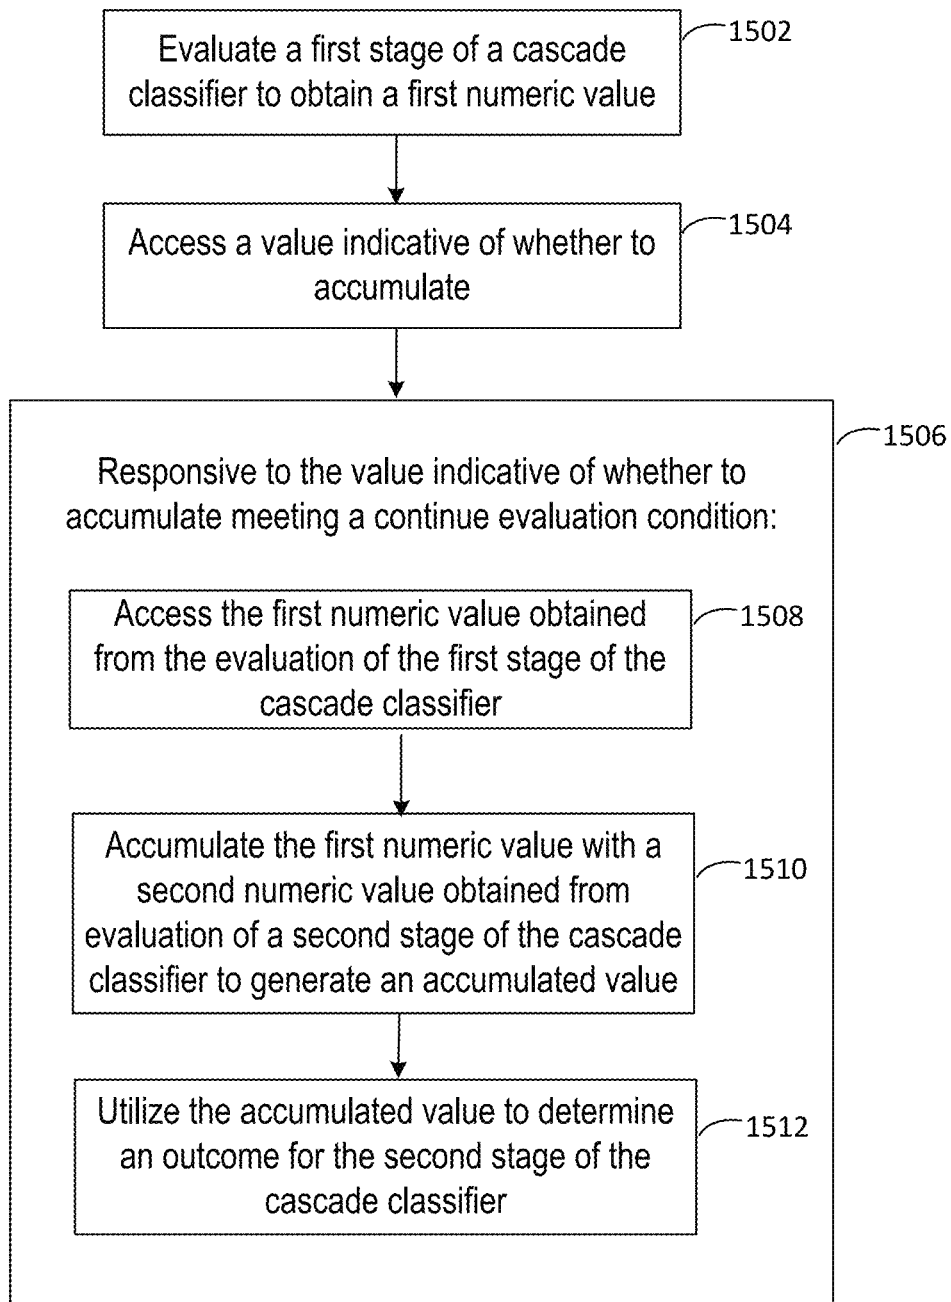 Evaluate a first stage of a cascade
classifier to obtain a first numeric value
1502
Access a value indicative of whether to
accumulate
1504
1506
Responsive to the value indicative of whether to
accumulate meeting a continue evaluation condition:
Access the first numeric value obtained
from the evaluation of the first stage of the
cascade classifier
1508
Accumulate the first numeric value with a
second numeric value obtained from
evaluation of a second stage of the cascade
classifier to generate an accumulated value
1510
Utilize the accumulated value to determine
an outcome for the second stage of the
cascade classifier
1512